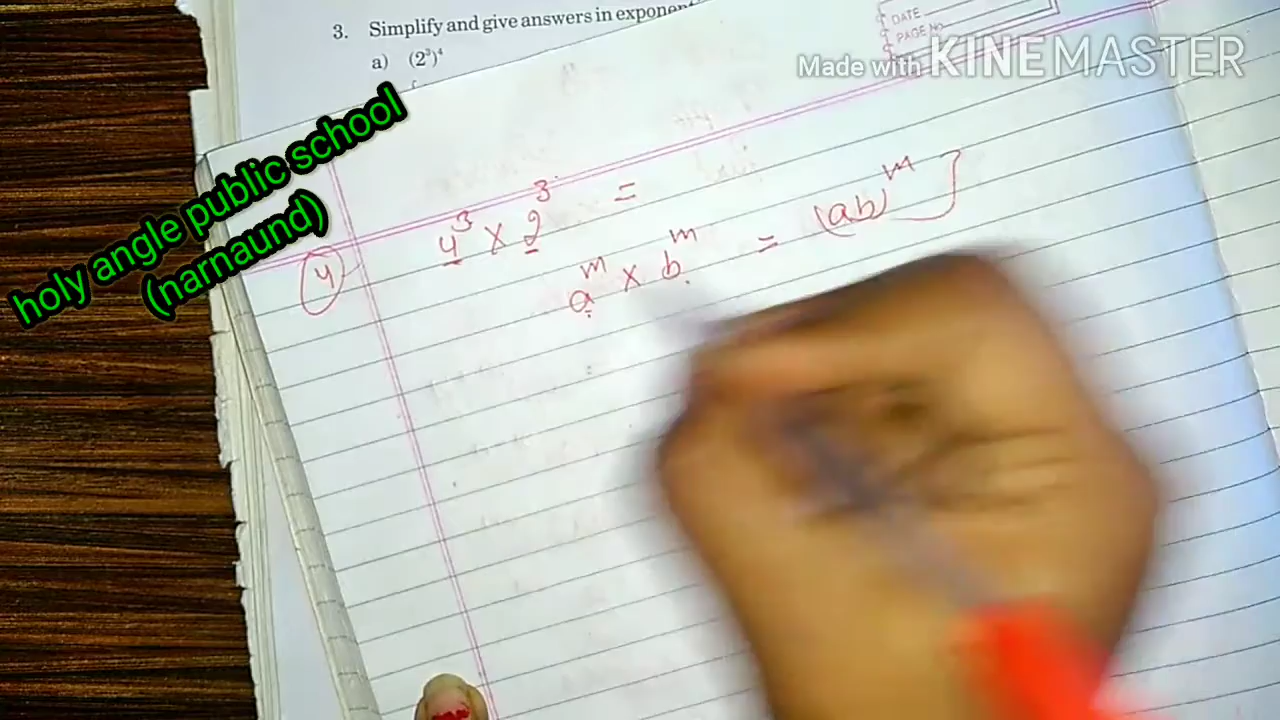 3. Simplify and give answers in
a) (2³)⁴
DATE
PAGE No
Made with KINEMASTER
holy angle public school
(narnaund)
4 4³ × 2³ =
aᵐ × bᵐ = (ab)ᵐ ]